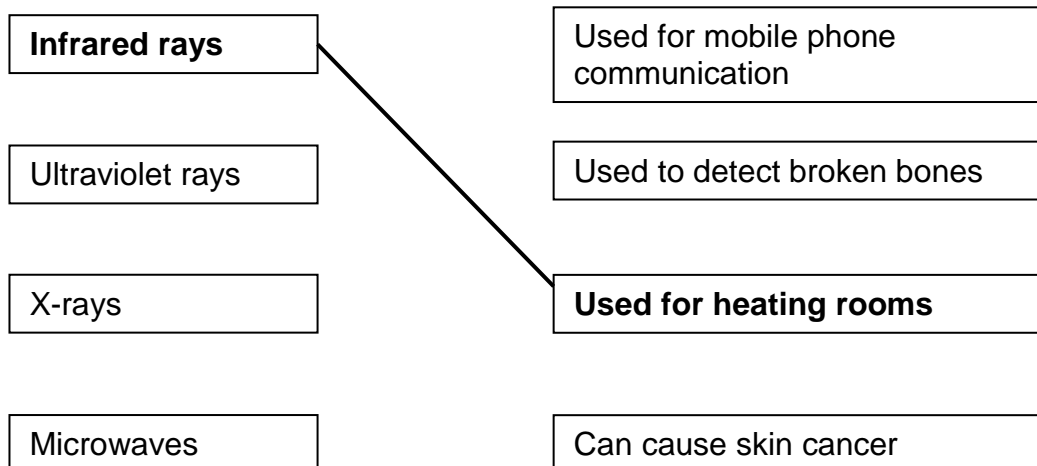 Infrared rays
Used for mobile phone
communication
Ultraviolet rays
Used to detect broken bones
X-rays
Used for heating rooms
Microwaves
Can cause skin cancer